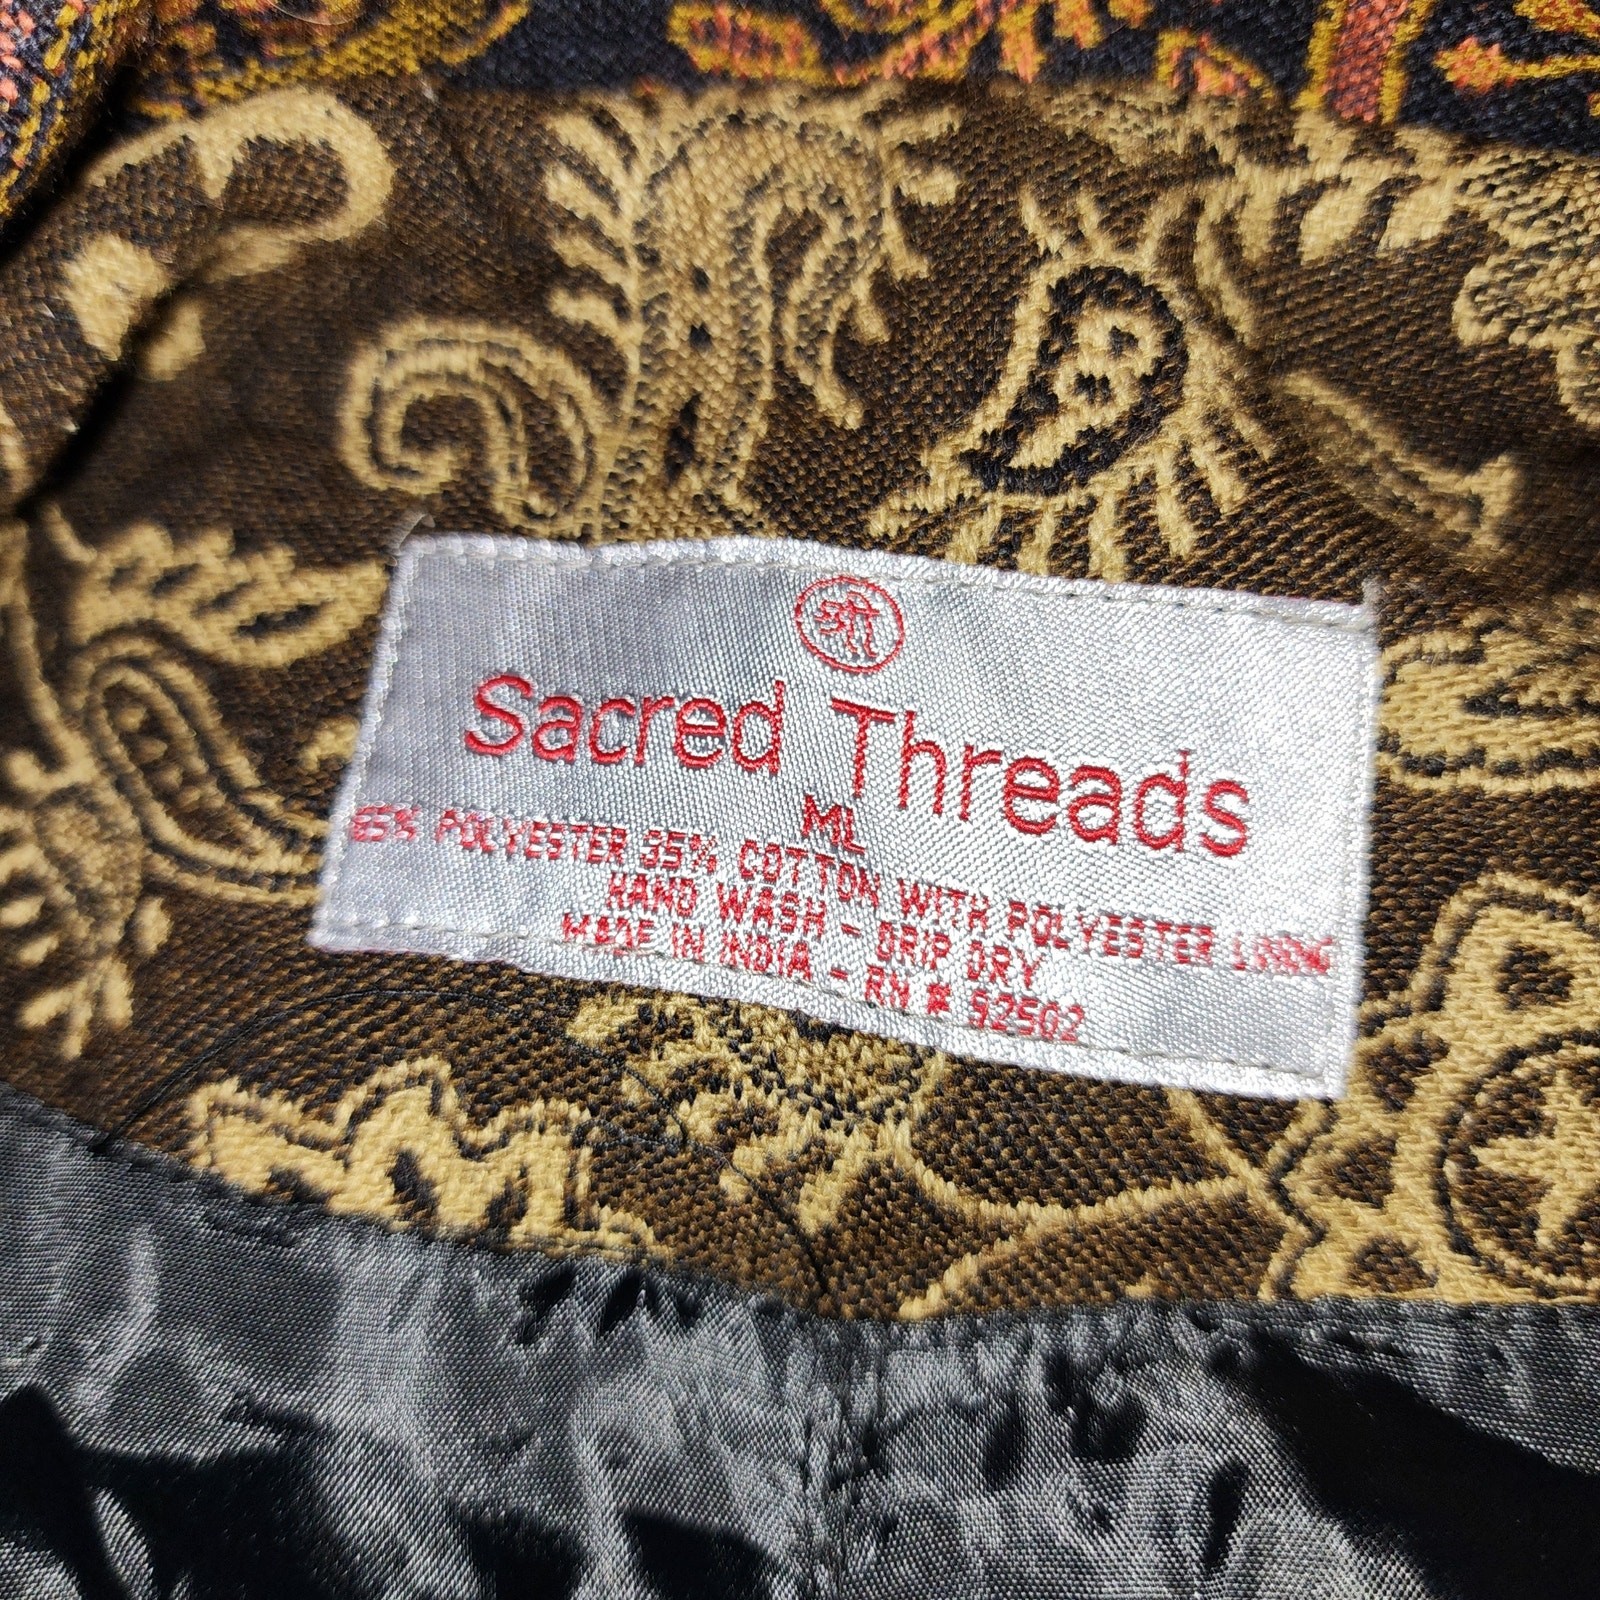 Sacred Threads
ML
65% POLYESTER 35% COTTON WITH POLYESTER LINING
HAND WASH - DRIP DRY
MADE IN INDIA - RN # 92502